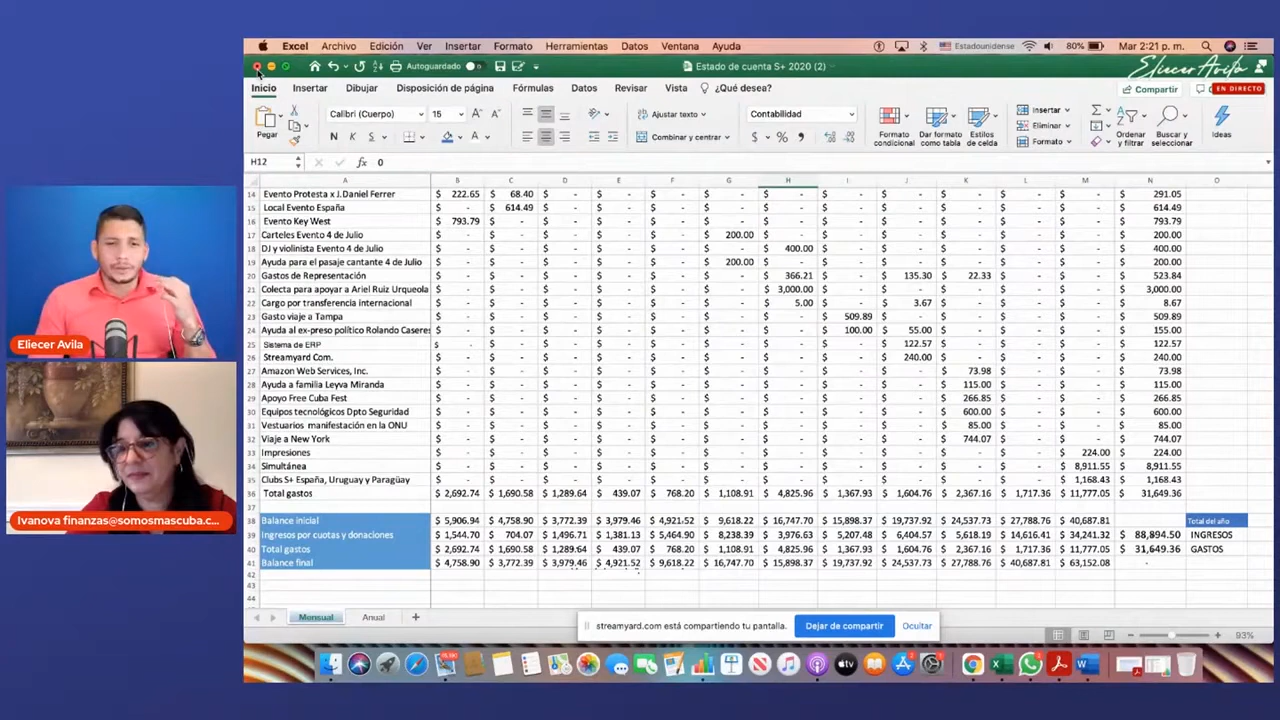 Excel Archivo Edición Ver Insertar Formato Herramientas Datos Ventana Ayuda Estadounidense 80% Mar 2:21 p. m.
Autoguardado Estado de cuenta S+ 2020 (2)
Eliecer Avila
Inicio Insertar Dibujar Disposición de página Fórmulas Datos Revisar Vista ¿Qué desea? Compartir EN DIRECTO
Pegar Calibri (Cuerpo) 15 Ajustar texto Contabilidad Formato condicional Dar formato como tabla Estilos de celda Insertar Ordenar y filtrar Buscar y seleccionar Ideas
N K S Combinar y centrar $ % Eliminar
Formato
H12 fx 0
A B C D E F G H I J K L M N O
14 Evento Protesta x J.Daniel Ferrer $ 222.65 $ 68.40 $ - $ - $ - $ - $ - $ - $ - $ - $ - $ - $ 291.05
15 Local Evento España $ - $ 614.49 $ - $ - $ - $ - $ - $ - $ - $ - $ - $ - $ 614.49
16 Evento Key West $ 793.79 $ - $ - $ - $ - $ - $ - $ - $ - $ - $ - $ - $ 793.79
17 Carteles Evento 4 de Julio $ - $ - $ - $ - $ - $ 200.00 $ - $ - $ - $ - $ - $ - $ 200.00
18 DJ y violinista Evento 4 de Julio $ - $ - $ - $ - $ - $ - $ 400.00 $ - $ - $ - $ - $ - $ 400.00
19 Ayuda para el pasaje cantante 4 de Julio $ - $ - $ - $ - $ - $ 200.00 $ - $ - $ - $ - $ - $ - $ 200.00
20 Gastos de Representación $ - $ - $ - $ - $ - $ - $ 366.21 $ - $ 135.30 $ 22.33 $ - $ - $ 523.84
21 Colecta para apoyar a Ariel Ruiz Urqueola $ - $ - $ - $ - $ - $ - $ 3,000.00 $ - $ - $ - $ - $ - $ 3,000.00
22 Cargo por transferencia internacional $ - $ - $ - $ - $ - $ - $ 5.00 $ - $ 3.67 $ - $ - $ - $ 8.67
23 Gasto viaje a Tampa $ - $ - $ - $ - $ - $ - $ - $ 509.89 $ - $ - $ - $ - $ 509.89
24 Ayuda al ex-preso político Rolando Caseres $ - $ - $ - $ - $ - $ - $ - $ 100.00 $ 55.00 $ - $ - $ - $ 155.00
25 Sistema de ERP $ $ - $ - $ - $ - $ - $ - $ - $ 122.57 $ - $ - $ - $ 122.57
26 Streamyard Com. $ - $ - $ - $ - $ - $ - $ - $ - $ 240.00 $ - $ - $ - $ 240.00
27 Amazon Web Services, Inc. $ - $ - $ - $ - $ - $ - $ - $ - $ - $ 73.98 $ - $ - $ 73.98
28 Ayuda a familia Leyva Miranda $ - $ - $ - $ - $ - $ - $ - $ - $ - $ 115.00 $ - $ - $ 115.00
29 Apoyo Free Cuba Fest $ - $ - $ - $ - $ - $ - $ - $ - $ - $ 266.85 $ - $ - $ 266.85
30 Equipos tecnológicos Dpto Seguridad $ - $ - $ - $ - $ - $ - $ - $ - $ - $ 600.00 $ - $ - $ 600.00
31 Vestuarios manifestación en la ONU $ - $ - $ - $ - $ - $ - $ - $ - $ - $ 85.00 $ - $ - $ 85.00
32 Viaje a New York $ - $ - $ - $ - $ - $ - $ - $ - $ - $ 744.07 $ - $ - $ 744.07
33 Impresiones $ - $ - $ - $ - $ - $ - $ - $ - $ - $ - $ - $ 224.00 $ 224.00
34 Simultánea $ - $ - $ - $ - $ - $ - $ - $ - $ - $ - $ - $ 8,911.55 $ 8,911.55
35 Clubs S+ España, Uruguay y Paragüay $ - $ - $ - $ - $ - $ - $ - $ - $ - $ - $ - $ 1,168.43 $ 1,168.43
36 Total gastos $ 2,692.74 $ 1,690.58 $ 1,289.64 $ 439.07 $ 768.20 $ 1,108.91 $ 4,825.96 $ 1,367.93 $ 1,604.76 $ 2,367.16 $ 1,717.36 $ 11,777.05 $ 31,649.36
37
38 Balance inicial $ 5,906.94 $ 4,758.90 $ 3,772.39 $ 3,979.46 $ 4,921.52 $ 9,618.22 $ 16,747.70 $ 15,898.37 $ 19,737.92 $ 24,537.73 $ 27,788.76 $ 40,687.81 Total del año
39 Ingresos por cuotas y donaciones $ 1,544.70 $ 704.07 $ 1,496.71 $ 1,381.13 $ 5,464.90 $ 8,238.39 $ 3,976.63 $ 5,207.48 $ 6,404.57 $ 5,618.19 $ 14,616.41 $ 34,241.32 $ 88,894.50 INGRESOS
40 Total gastos $ 2,692.74 $ 1,690.58 $ 1,289.64 $ 439.07 $ 768.20 $ 1,108.91 $ 4,825.96 $ 1,367.93 $ 1,604.76 $ 2,367.16 $ 1,717.36 $ 11,777.05 $ 31,649.36 GASTOS
41 Balance final $ 4,758.90 $ 3,772.39 $ 3,979.46 $ 4,921.52 $ 9,618.22 $ 16,747.70 $ 15,898.37 $ 19,737.92 $ 24,537.73 $ 27,788.76 $ 40,687.81 $ 63,152.08 -
42
43
44
Mensual Anual +
streamyard.com está compartiendo tu pantalla. Dejar de compartir Ocultar
93%
Eliecer Avila
Ivanova finanzas@somosmascuba.c...